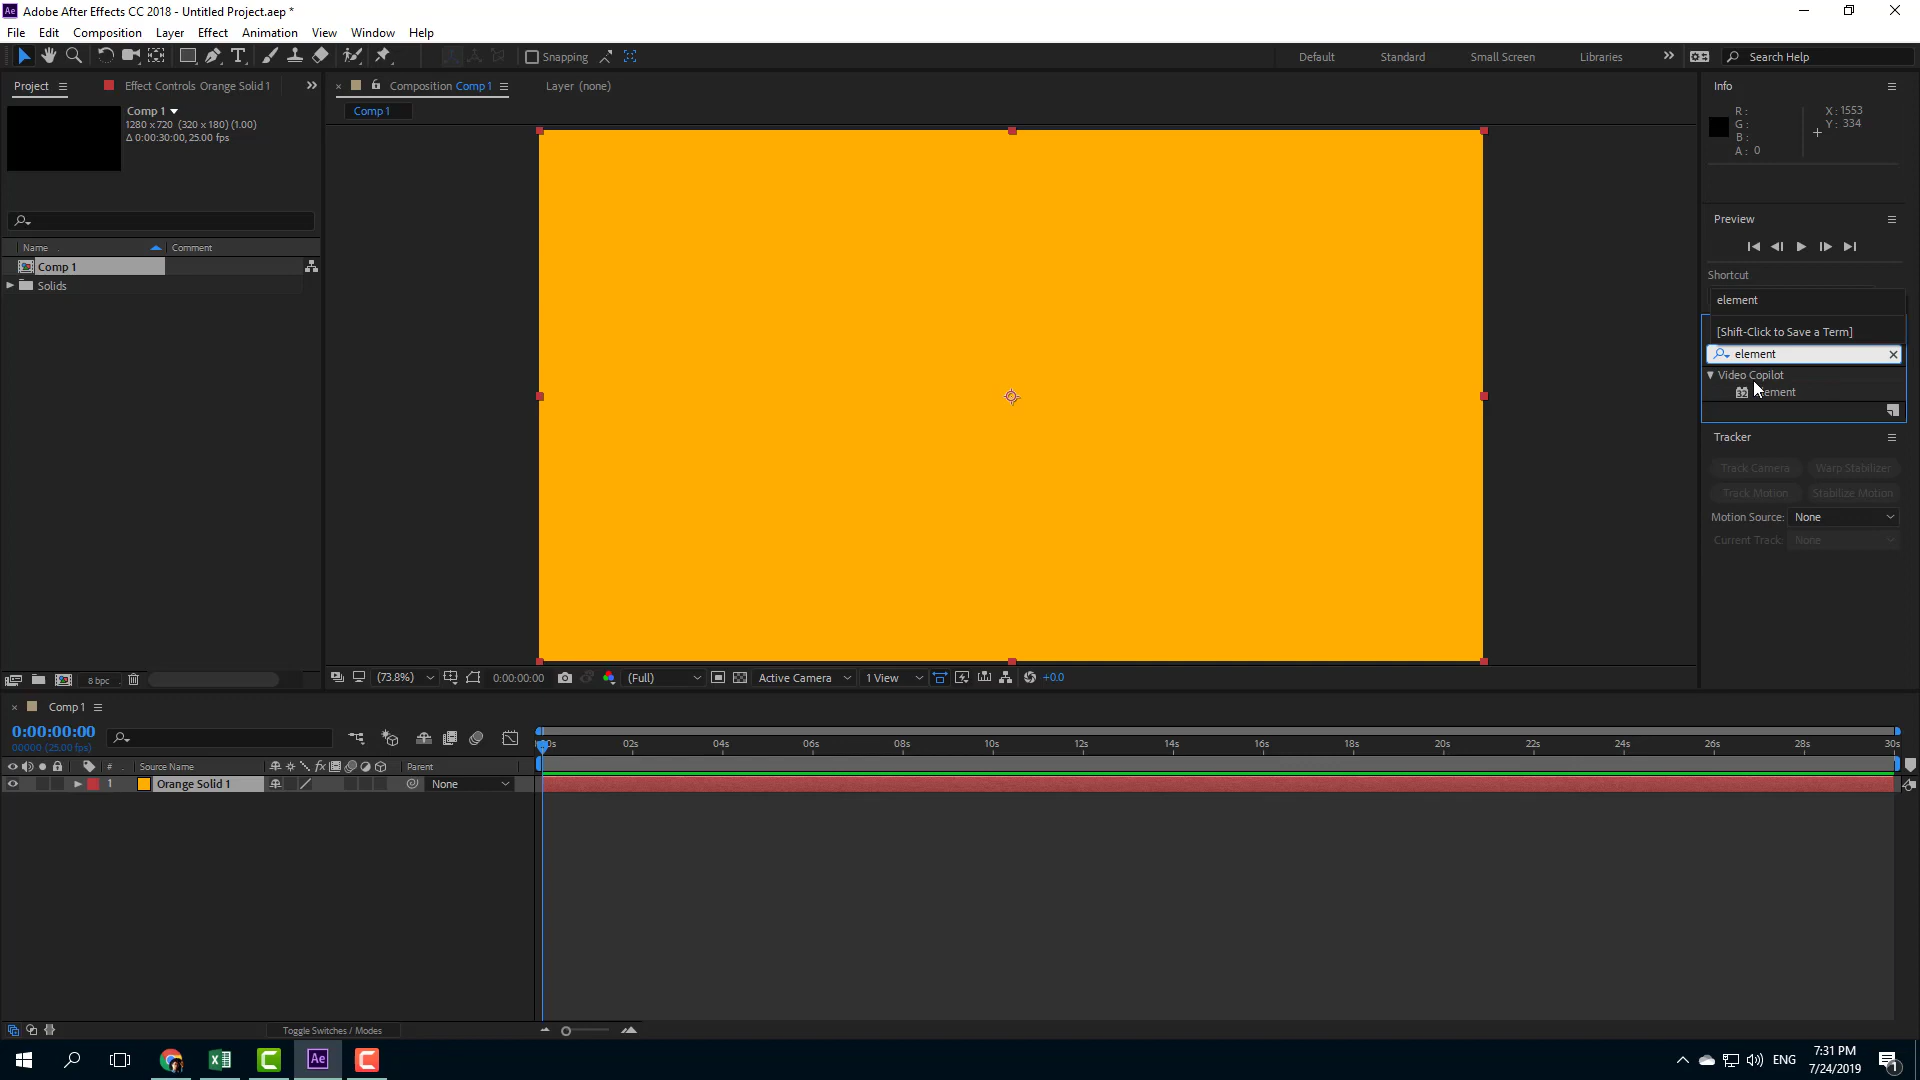 Adobe After Effects CC 2018 - Untitled Project.aep *
File Edit Composition Layer Effect Animation View Window Help
Snapping Default Standard Small Screen Libraries Search Help
Project Effect Controls Orange Solid 1 Composition Comp 1 Layer (none) Info
Comp 1
1280 x 720 (320 x 180) (1.00)
Δ 0:00:30:00, 25.00 fps
Comp 1
R :
G :
B :
A : 0
X : 1553
Y : 334
Preview
Name Comment
Comp 1
Solids
Shortcut
element
[Shift-Click to Save a Term]
element
Video Copilot
32
Tracker
Track Camera Warp Stabilizer
Track Motion Stabilize Motion
Motion Source: None
Current Track: None
8 bpc (73.8%) 0:00:00:00 (Full) Active Camera 1 View +0.0
Comp 1
0:00:00:00
00000 (25.00 fps)
02s 04s 06s 08s 10s 12s 14s 16s 18s 20s 22s 24s 26s 28s 30s
# Source Name fx Parent
1 Orange Solid 1 None
Toggle Switches / Modes
Ae ENG
7:31 PM
7/24/2019
1